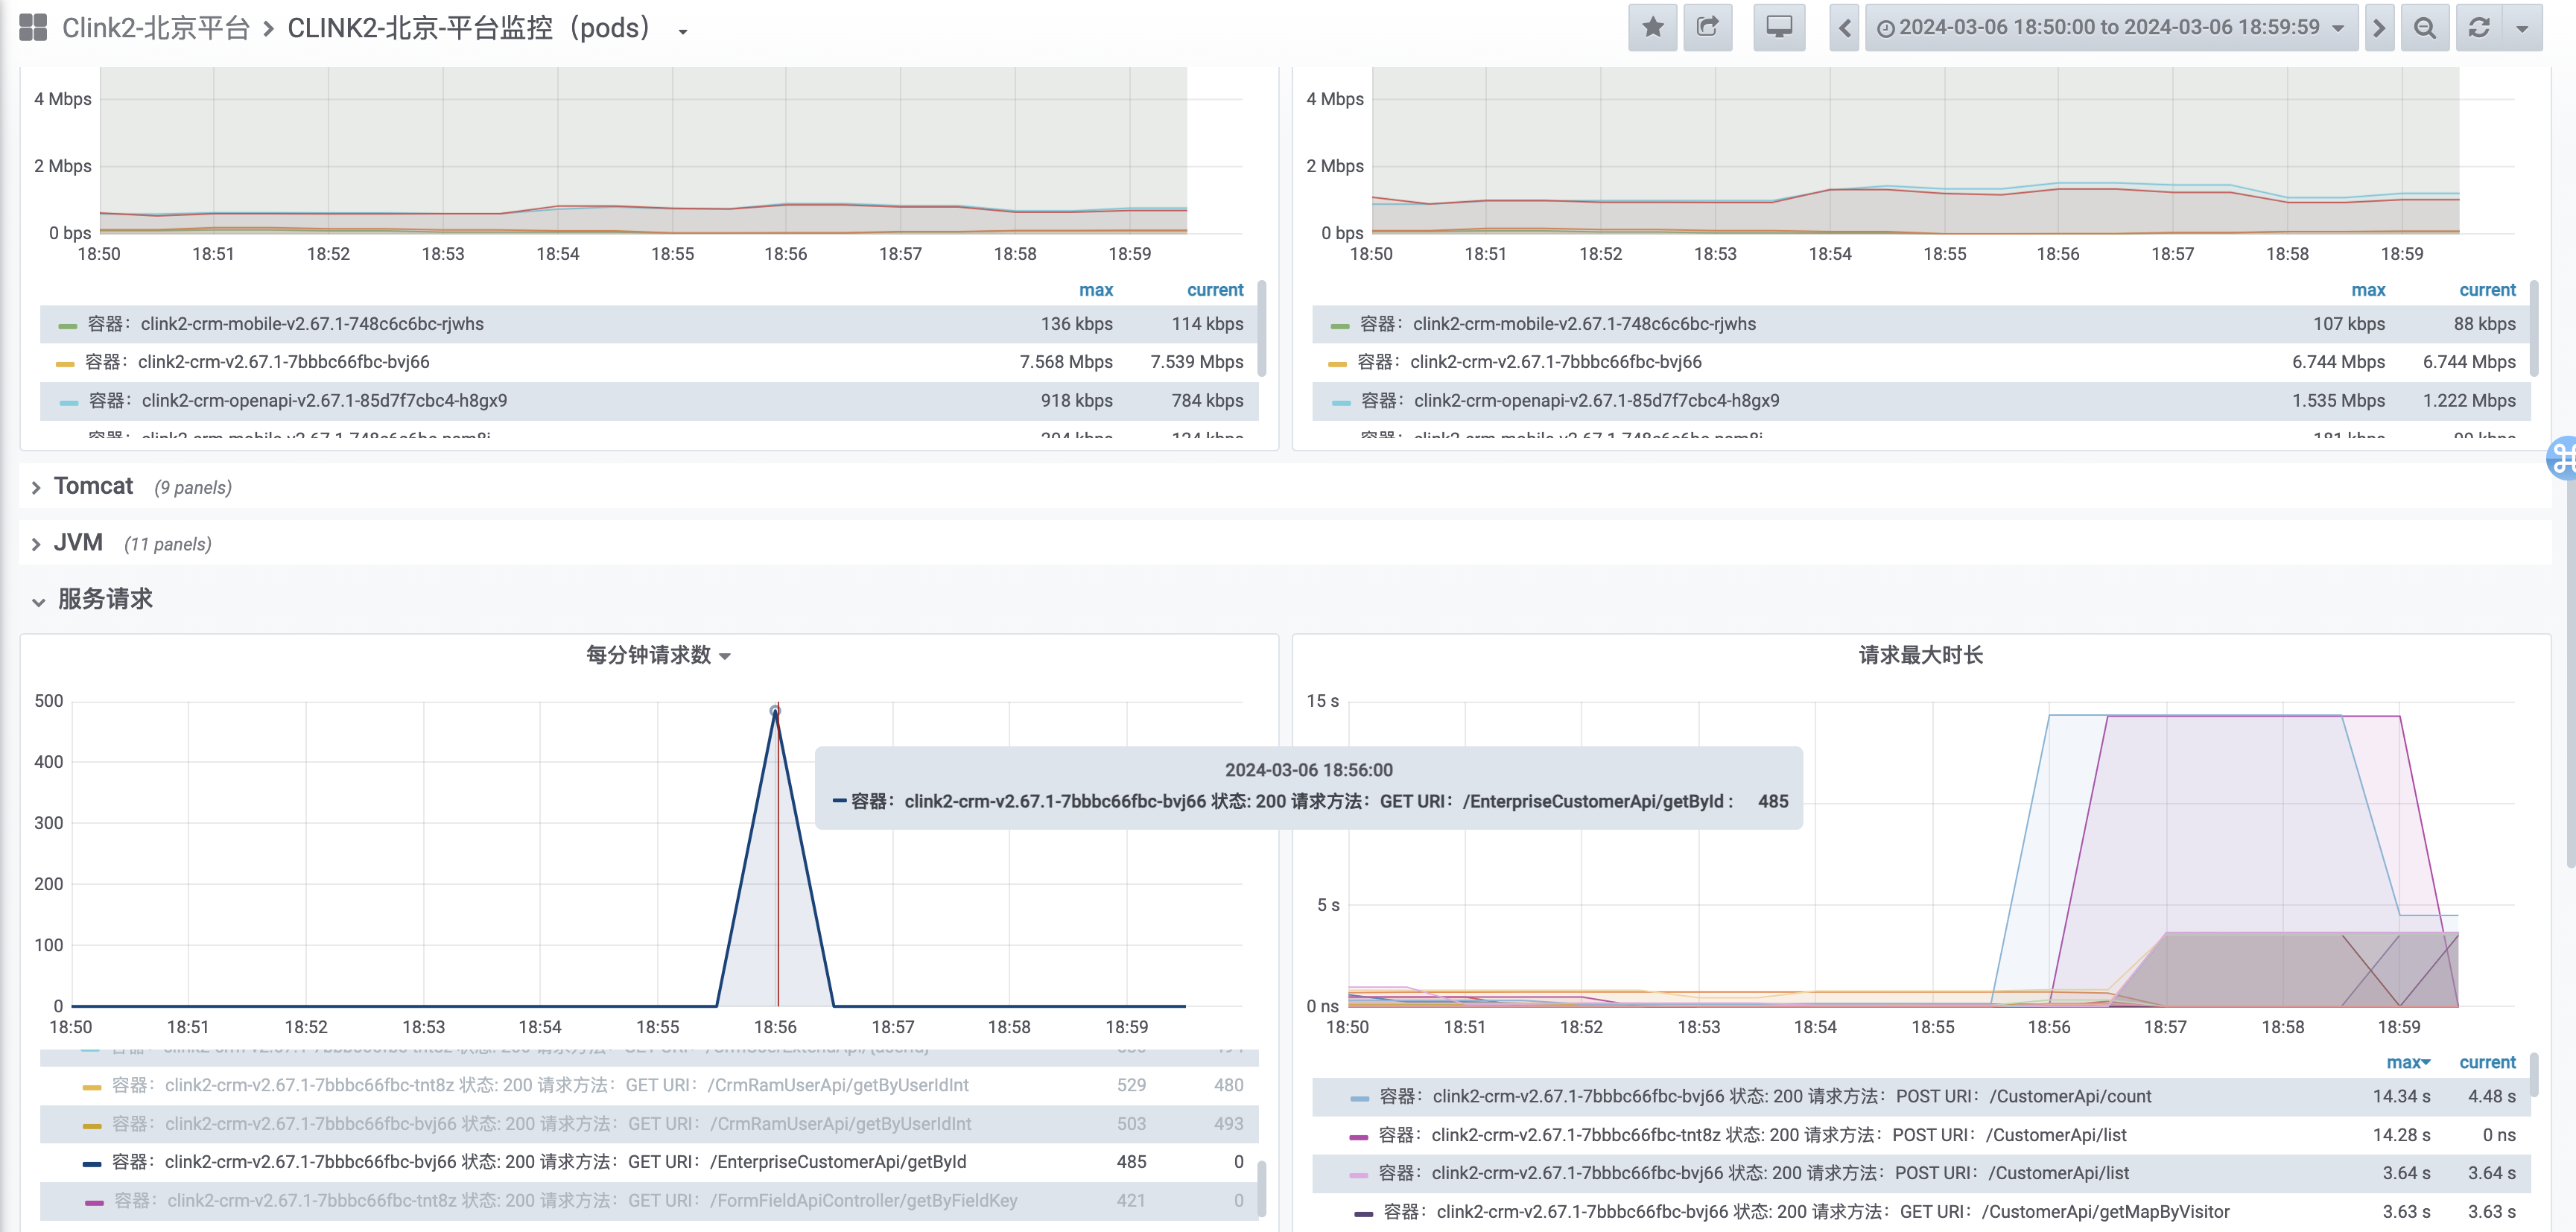 Clink2-北京平台 > CLINK2-北京-平台监控（pods）
2024-03-06 18:50:00 to 2024-03-06 18:59:59
4 Mbps
2 Mbps
0 bps
18:50 18:51 18:52 18:53 18:54 18:55 18:56 18:57 18:58 18:59
max current
容器： clink2-crm-mobile-v2.67.1-748c6c6bc-rjwhs 136 kbps 114 kbps
容器： clink2-crm-v2.67.1-7bbbc66fbc-bvj66 7.568 Mbps 7.539 Mbps
容器： clink2-crm-openapi-v2.67.1-85d7f7cbc4-h8gx9 918 kbps 784 kbps
4 Mbps
2 Mbps
0 bps
18:50 18:51 18:52 18:53 18:54 18:55 18:56 18:57 18:58 18:59
max current
容器： clink2-crm-mobile-v2.67.1-748c6c6bc-rjwhs 107 kbps 88 kbps
容器： clink2-crm-v2.67.1-7bbbc66fbc-bvj66 6.744 Mbps 6.744 Mbps
容器： clink2-crm-openapi-v2.67.1-85d7f7cbc4-h8gx9 1.535 Mbps 1.222 Mbps
Tomcat (9 panels)
JVM (11 panels)
服务请求
每分钟请求数
500
400
300
200
100
0
18:50 18:51 18:52 18:53 18:54 18:55 18:56 18:57 18:58 18:59
2024-03-06 18:56:00
容器： clink2-crm-v2.67.1-7bbbc66fbc-bvj66 状态: 200 请求方法： GET URI： /EnterpriseCustomerApi/getById : 485
容器： clink2-crm-v2.67.1-7bbbc66fbc-tnt8z 状态: 200 请求方法： GET URI： /CrmRamUserApi/getByUserIdInt 529 480
容器： clink2-crm-v2.67.1-7bbbc66fbc-bvj66 状态: 200 请求方法： GET URI： /CrmRamUserApi/getByUserIdInt 503 493
容器： clink2-crm-v2.67.1-7bbbc66fbc-bvj66 状态: 200 请求方法： GET URI： /EnterpriseCustomerApi/getById 485 0
容器： clink2-crm-v2.67.1-7bbbc66fbc-tnt8z 状态: 200 请求方法： GET URI： /FormFieldApiController/getByFieldKey 421 0
请求最大时长
15 s
5 s
0 ns
18:50 18:51 18:52 18:53 18:54 18:55 18:56 18:57 18:58 18:59
max current
容器： clink2-crm-v2.67.1-7bbbc66fbc-bvj66 状态: 200 请求方法： POST URI： /CustomerApi/count 14.34 s 4.48 s
容器： clink2-crm-v2.67.1-7bbbc66fbc-tnt8z 状态: 200 请求方法： POST URI： /CustomerApi/list 14.28 s 0 ns
容器： clink2-crm-v2.67.1-7bbbc66fbc-bvj66 状态: 200 请求方法： POST URI： /CustomerApi/list 3.64 s 3.64 s
容器： clink2-crm-v2.67.1-7bbbc66fbc-bvj66 状态: 200 请求方法： GET URI： /CustomerApi/getMapByVisitor 3.63 s 3.63 s